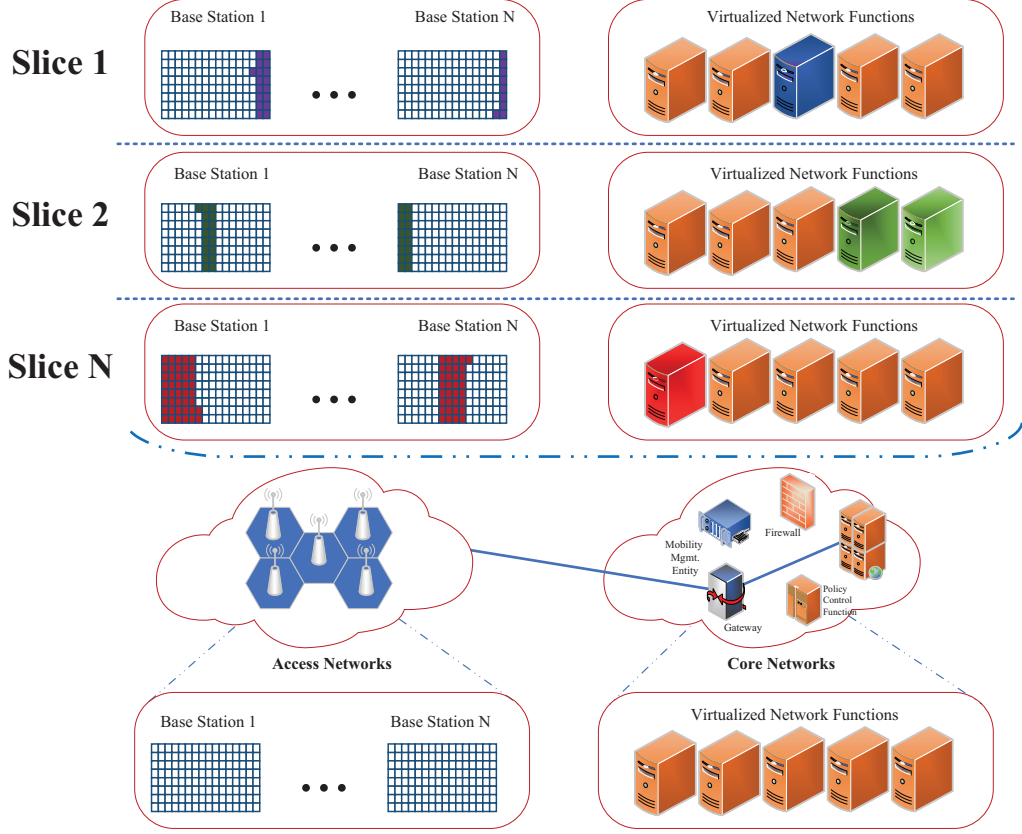 Base Station 1
Base Station N
Virtualized Network Functions
Slice 1
Base Station 1
Base Station N
Virtualized Network Functions
Slice 2
Base Station 1
Base Station N
Virtualized Network Functions
Slice N
Mobility
Mgmt.
Entity
Firewall
Gateway
Policy
Control
Function
Access Networks
Core Networks
Base Station 1
Base Station N
Virtualized Network Functions